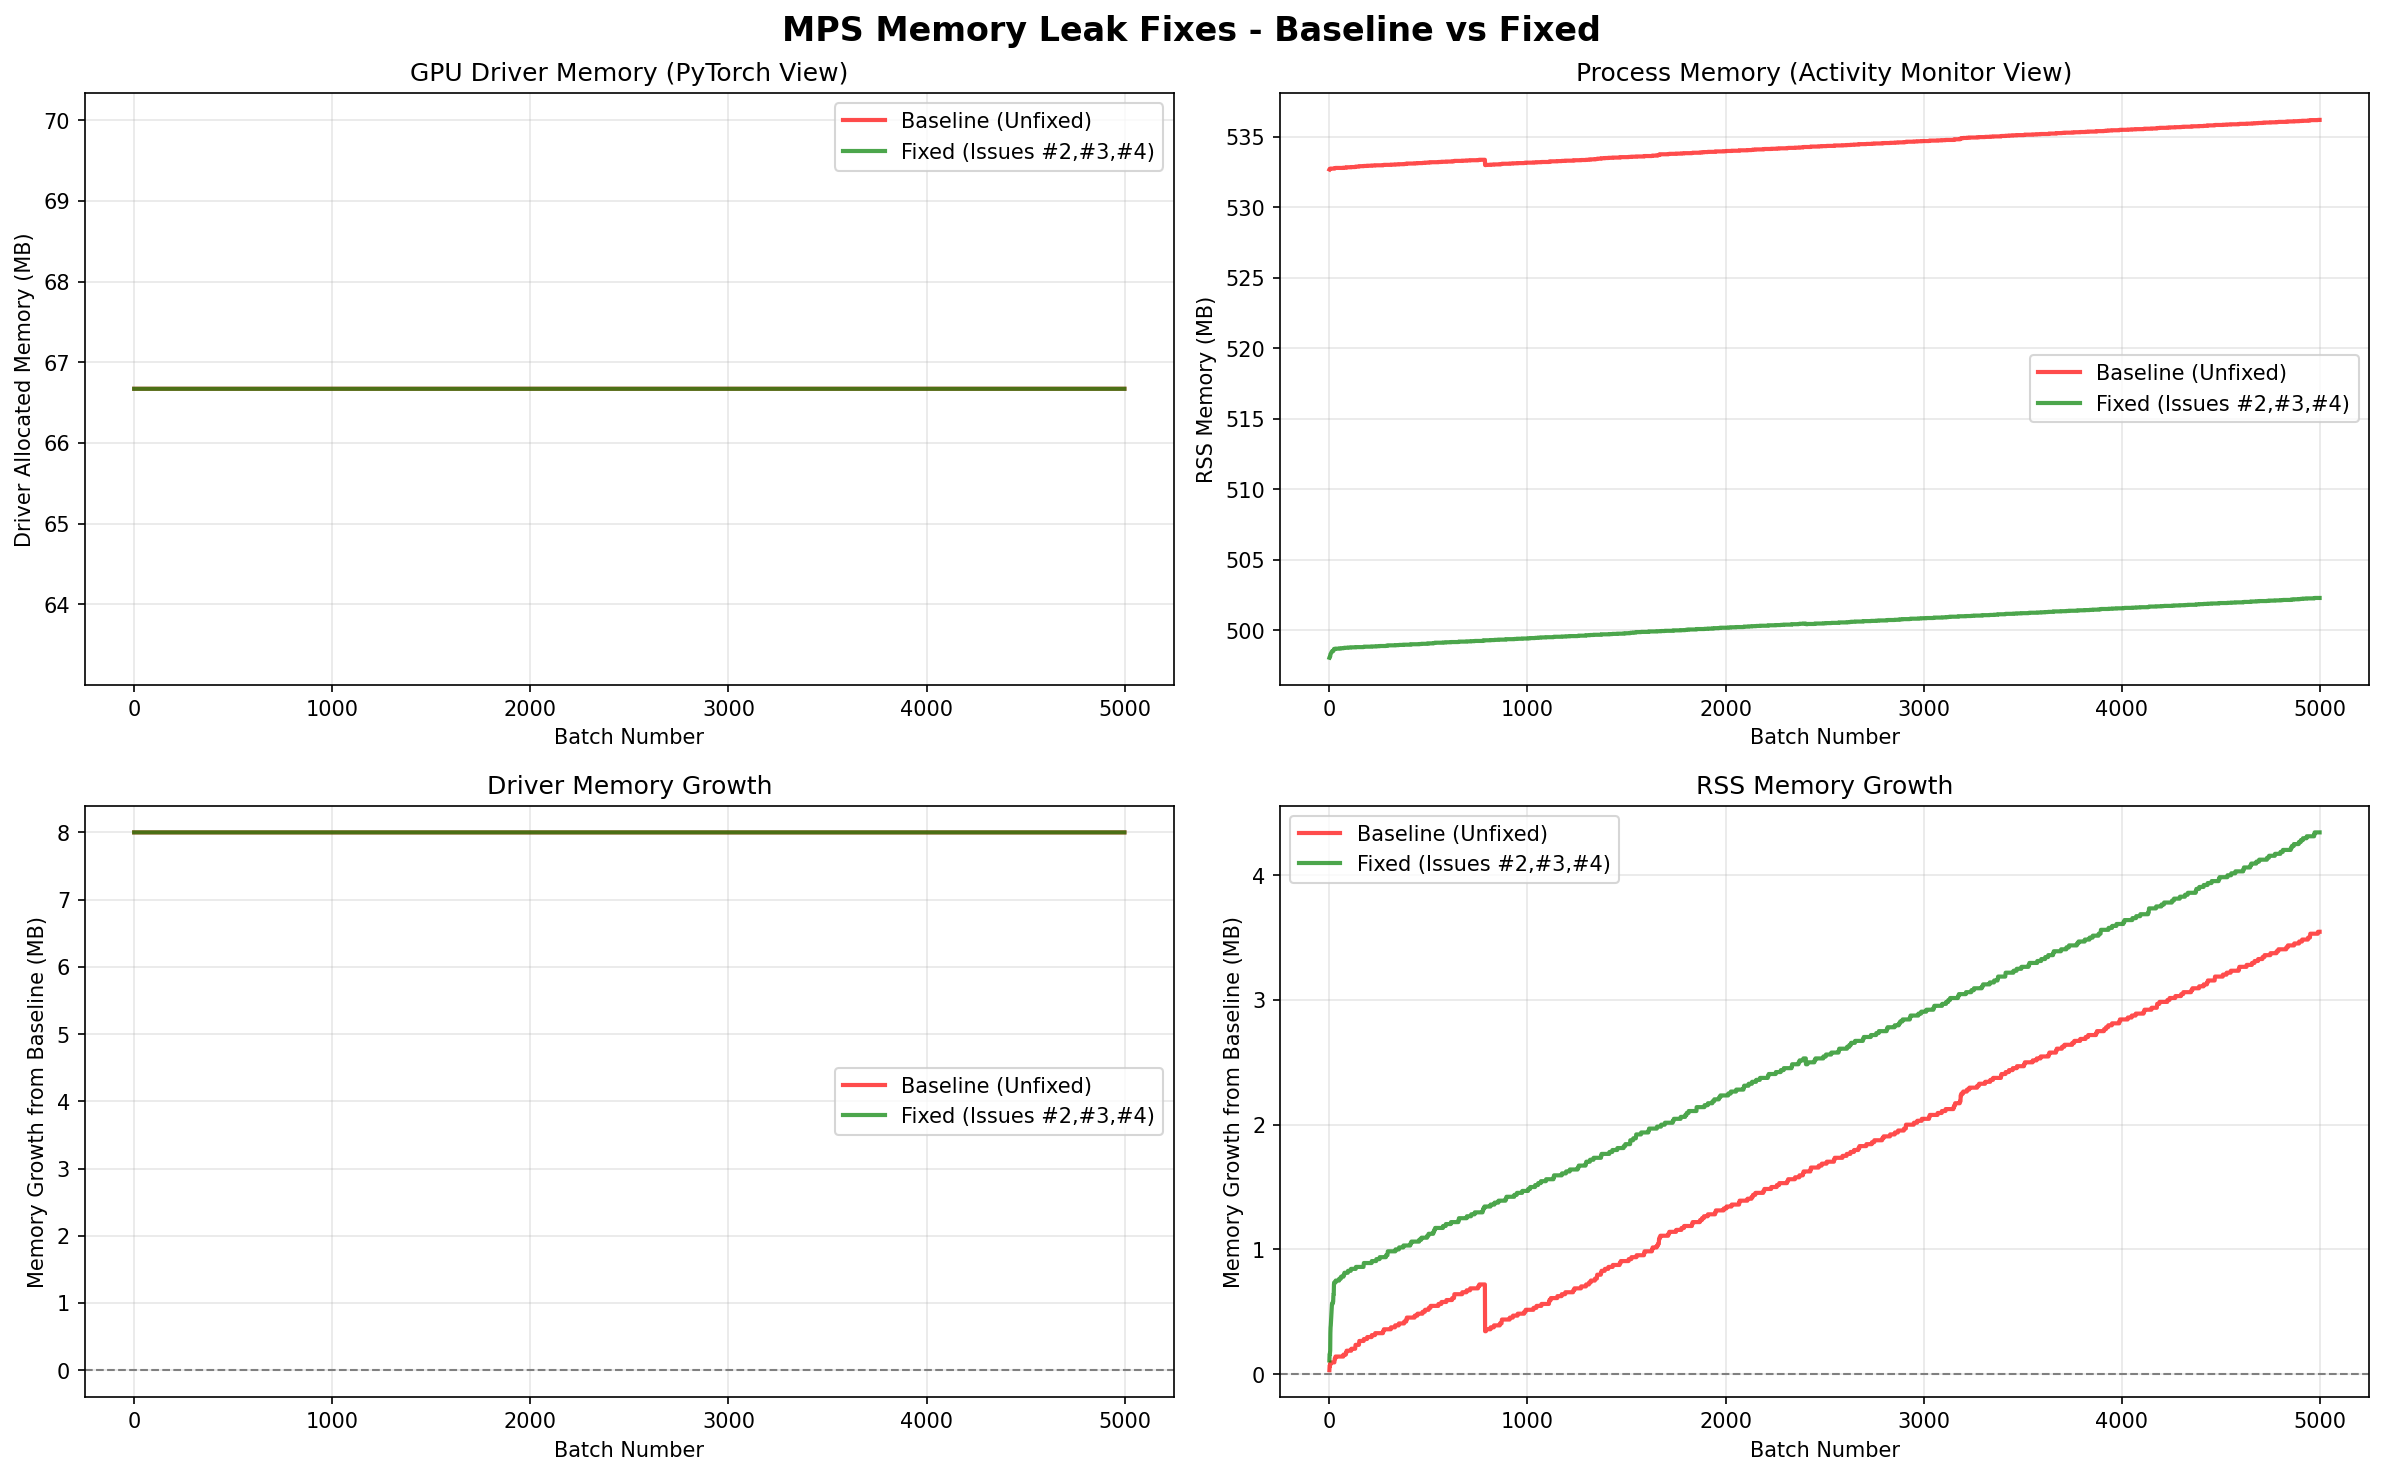 MPS Memory Leak Fixes - Baseline vs Fixed
GPU Driver Memory (PyTorch View)
Driver Allocated Memory (MB)
70
69
68
67
66
65
64
Baseline (Unfixed)
Fixed (Issues #2,#3,#4)
0 1000 2000 3000 4000 5000
Batch Number
Process Memory (Activity Monitor View)
RSS Memory (MB)
535
530
525
520
515
510
505
500
Baseline (Unfixed)
Fixed (Issues #2,#3,#4)
0 1000 2000 3000 4000 5000
Batch Number
Driver Memory Growth
Memory Growth from Baseline (MB)
8
7
6
5
4
3
2
1
0
Baseline (Unfixed)
Fixed (Issues #2,#3,#4)
0 1000 2000 3000 4000 5000
Batch Number
RSS Memory Growth
Memory Growth from Baseline (MB)
Baseline (Unfixed)
Fixed (Issues #2,#3,#4)
4
3
2
1
0
0 1000 2000 3000 4000 5000
Batch Number